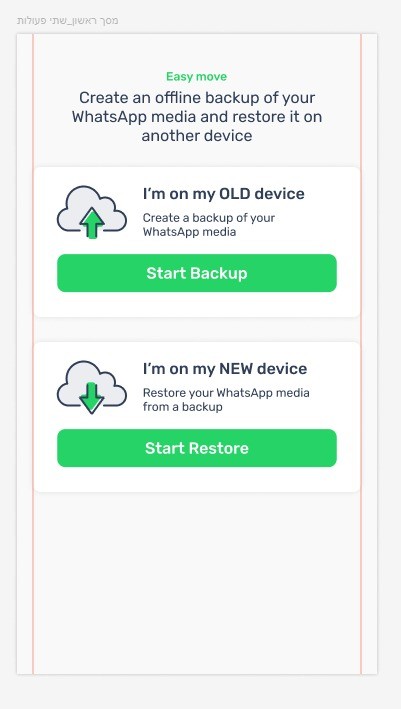 מסך ראשון_שתי פעולות
Easy move
Create an offline backup of your
WhatsApp media and restore it on
another device
I'm on my OLD device
Create a backup of your
WhatsApp media
Start Backup
I'm on my NEW device
Restore your WhatsApp media
from a backup
Start Restore